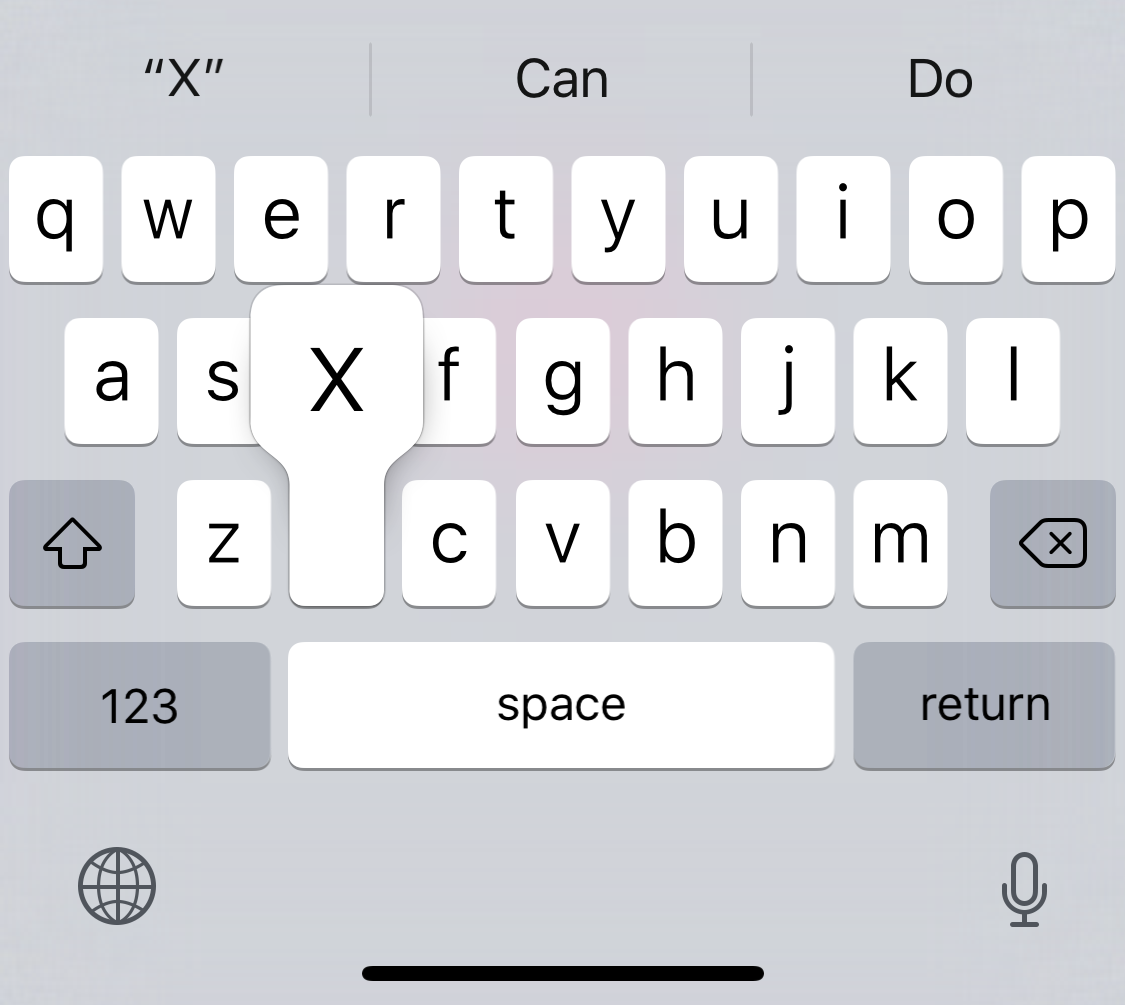 “X” Can Do
q w e r t y u i o p
a s X f g h j k l
z c v b n m
123 space return